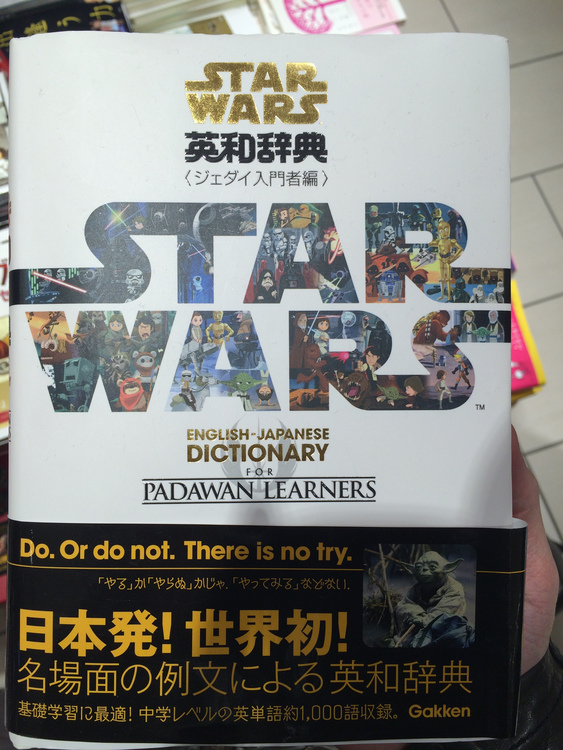 STAR
WARS
英和辞典
〈ジェダイ入門者編〉
STAR
WARS
TM
ENGLISH-JAPANESE
DICTIONARY
FOR
PADAWAN LEARNERS
Do. Or do not. There is no try.
「やる」か「やらぬ」かじゃ。「やってみる」などない。
日本発！世界初！
名場面の例文による英和辞典
基礎学習に最適！中学レベルの英単語約1,000語収録。 Gakken